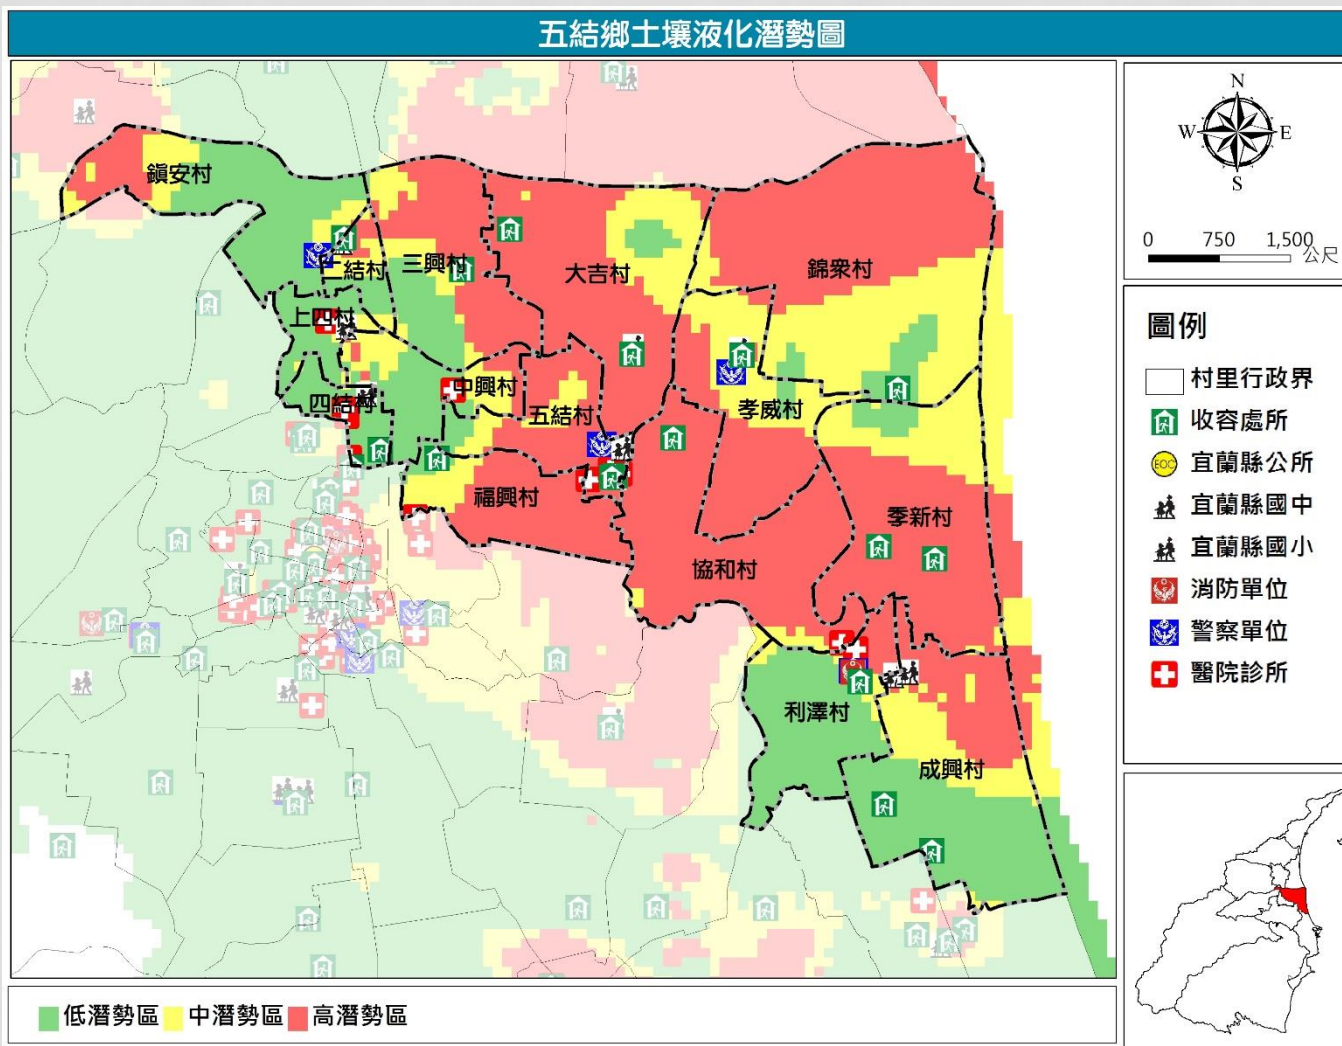 五結鄉土壤液化潛勢圖
N
W
E
S
0 750 1,500
公尺
鎮安村
二結村
三興村
大吉村
錦眾村
上四村
四結村
中興村
五結村
孝威村
福興村
季新村
協和村
利澤村
成興村
圖例
村里行政界
收容處所
EOC 宜蘭縣公所
宜蘭縣國中
宜蘭縣國小
消防單位
警察單位
醫院診所
低潛勢區 中潛勢區 高潛勢區